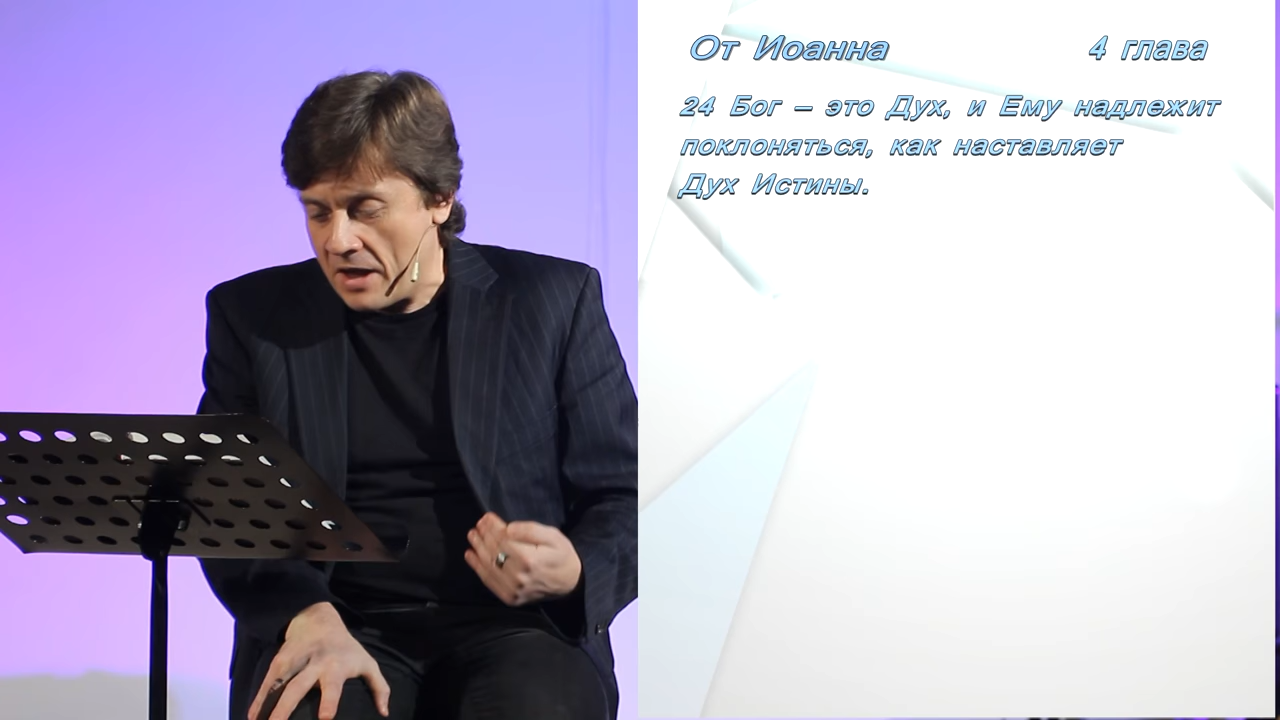 От Иоанна 4 глава
24 Бог – это Дух, и Ему надлежит
поклоняться, как наставляет
Дух Истины.